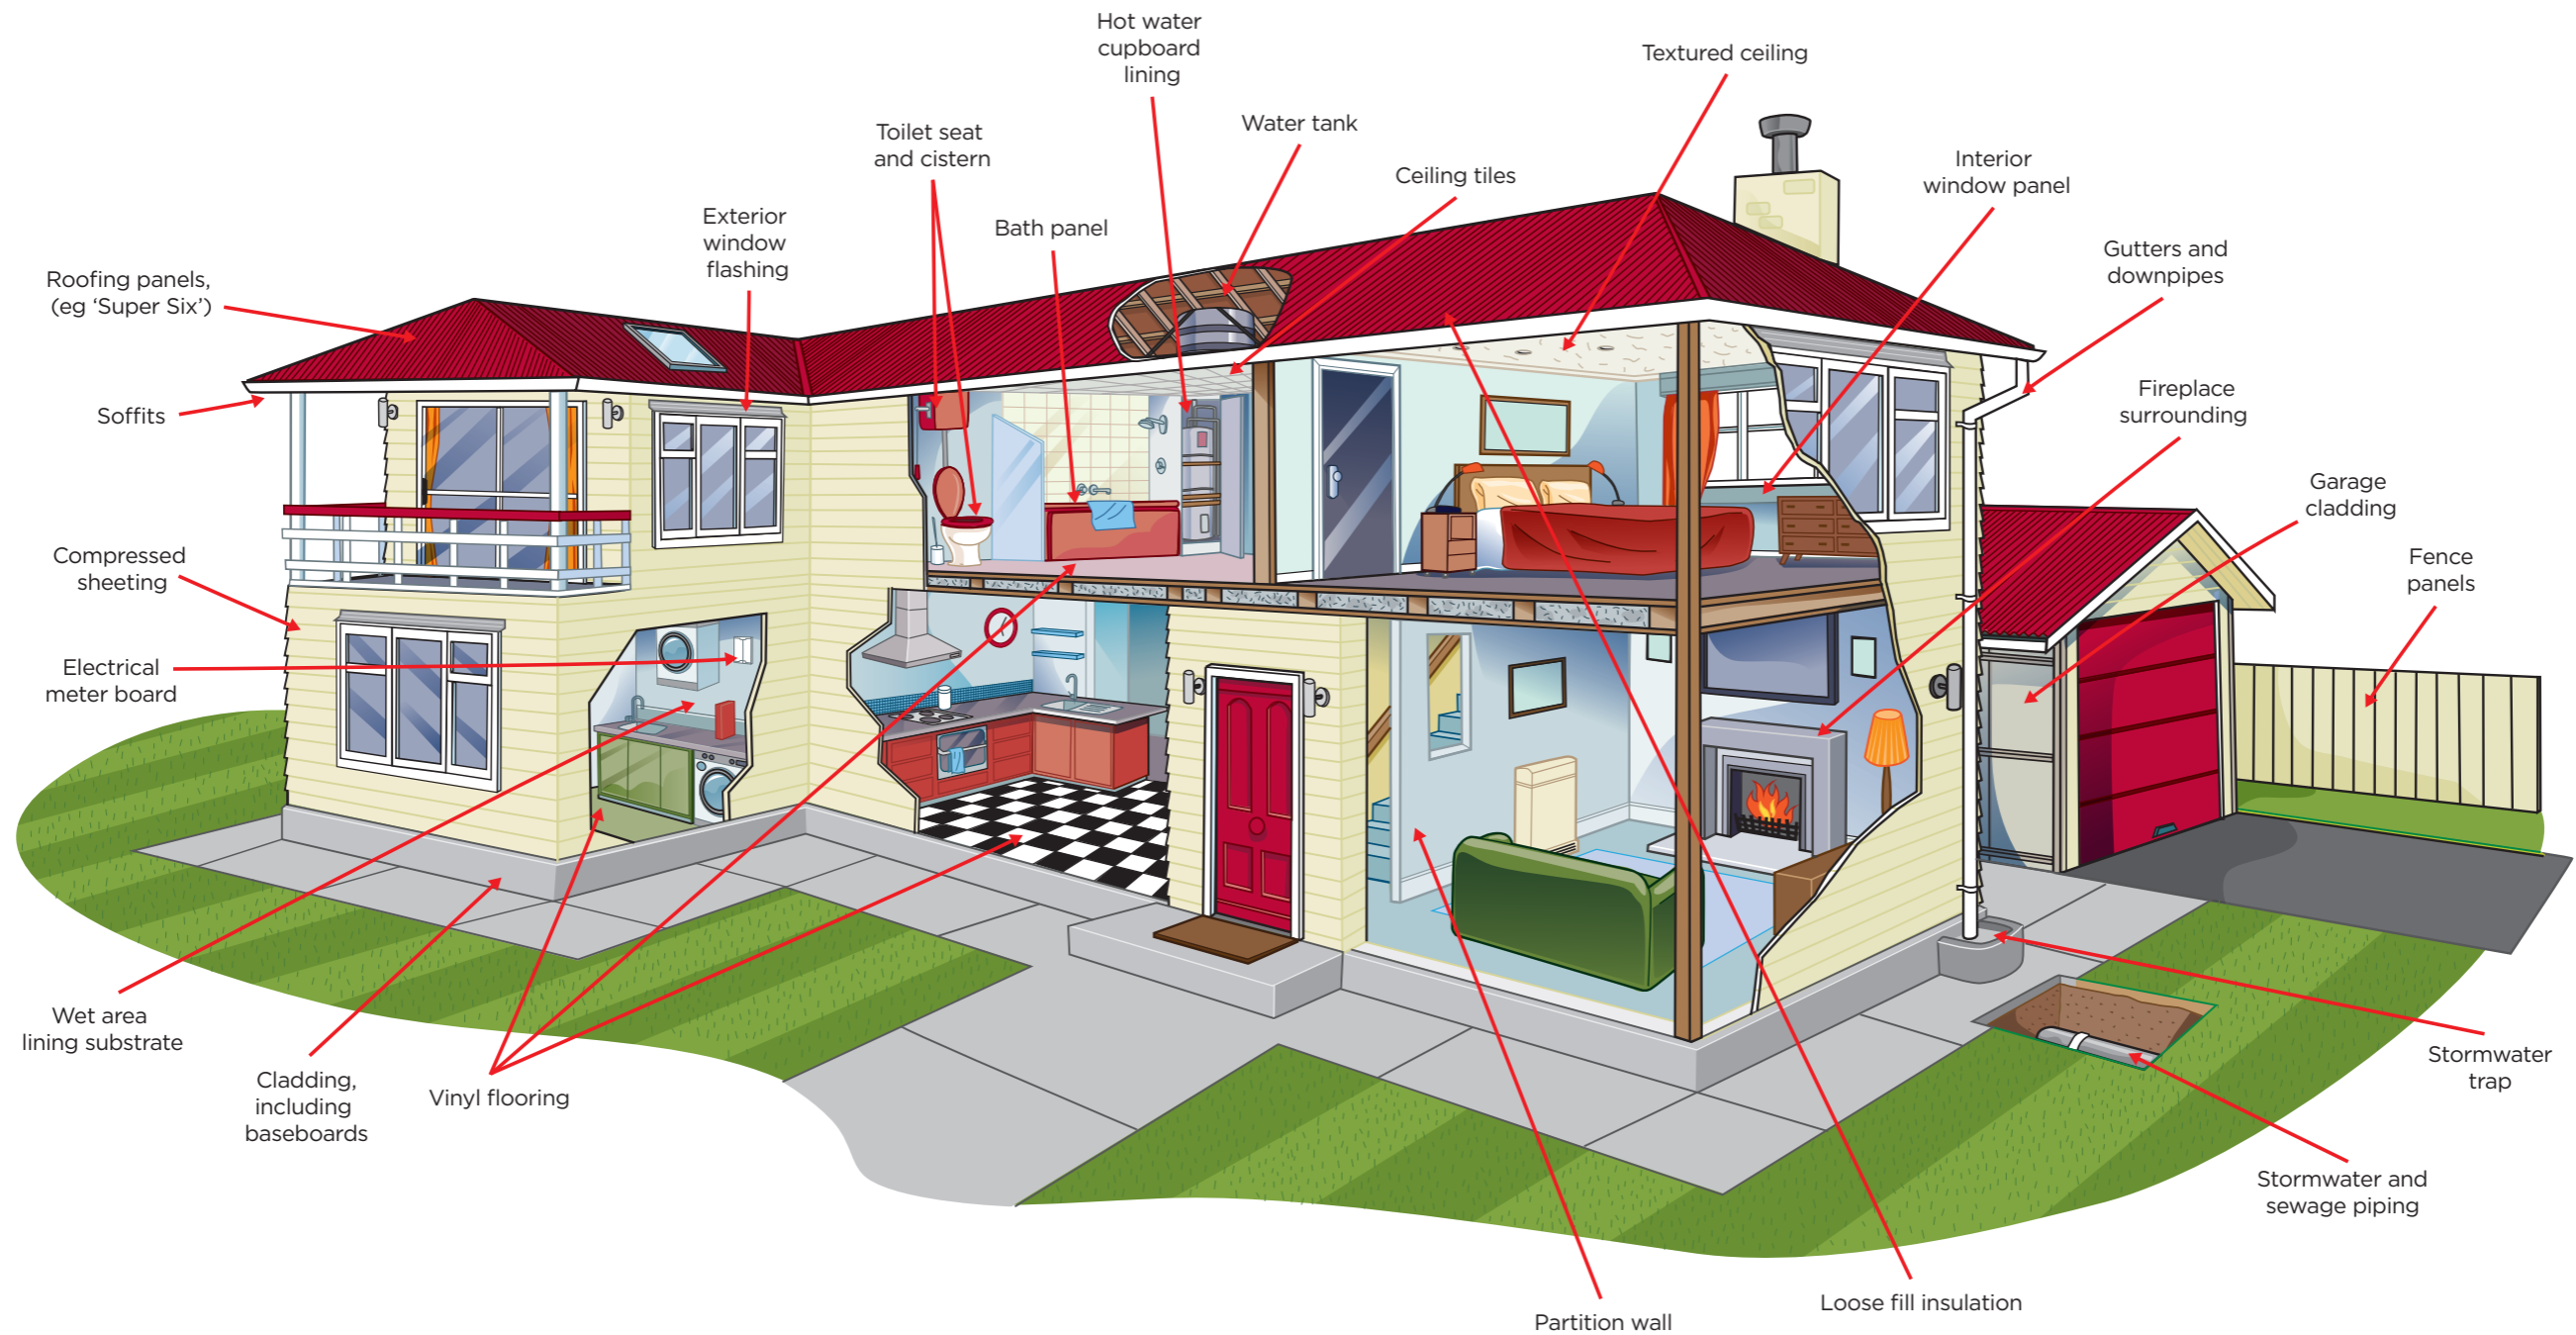 Hot water
cupboard
lining
Textured ceiling
Toilet seat
and cistern
Water tank
Ceiling tiles
Interior
window panel
Exterior
window
flashing
Bath panel
Gutters and
downpipes
Roofing panels,
(eg ‘Super Six’)
Soffits
Fireplace
surrounding
Garage
cladding
Compressed
sheeting
Fence
panels
Electrical
meter board
Wet area
lining substrate
Cladding,
including
baseboards
Vinyl flooring
Stormwater
trap
Stormwater and
sewage piping
Loose fill insulation
Partition wall